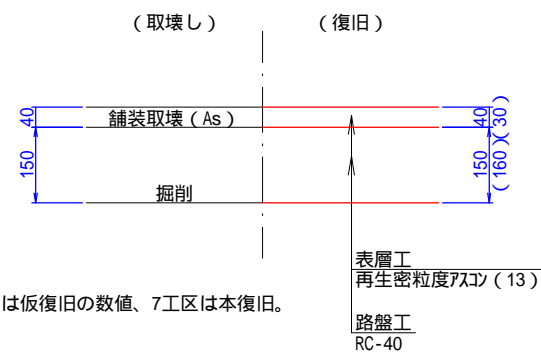 (取壊し) (復旧)
40 舗装取壊(As) 40 (30)
150 掘削 150 (160)
表層工
再生密粒度アスコン(13)
は仮復旧の数値、7工区は本復旧。
路盤工
RC-40